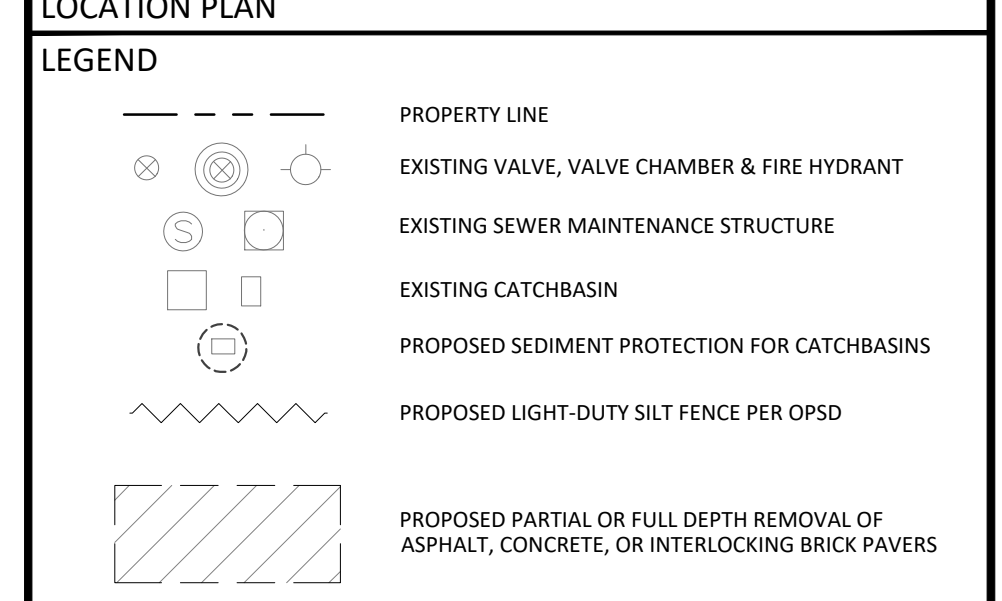 LOCATION PLAN
LEGEND
PROPERTY LINE
EXISTING VALVE, VALVE CHAMBER & FIRE HYDRANT
S
EXISTING SEWER MAINTENANCE STRUCTURE
EXISTING CATCHBASIN
PROPOSED SEDIMENT PROTECTION FOR CATCHBASINS
PROPOSED LIGHT-DUTY SILT FENCE PER OPSD
PROPOSED PARTIAL OR FULL DEPTH REMOVAL OF
ASPHALT, CONCRETE, OR INTERLOCKING BRICK PAVERS